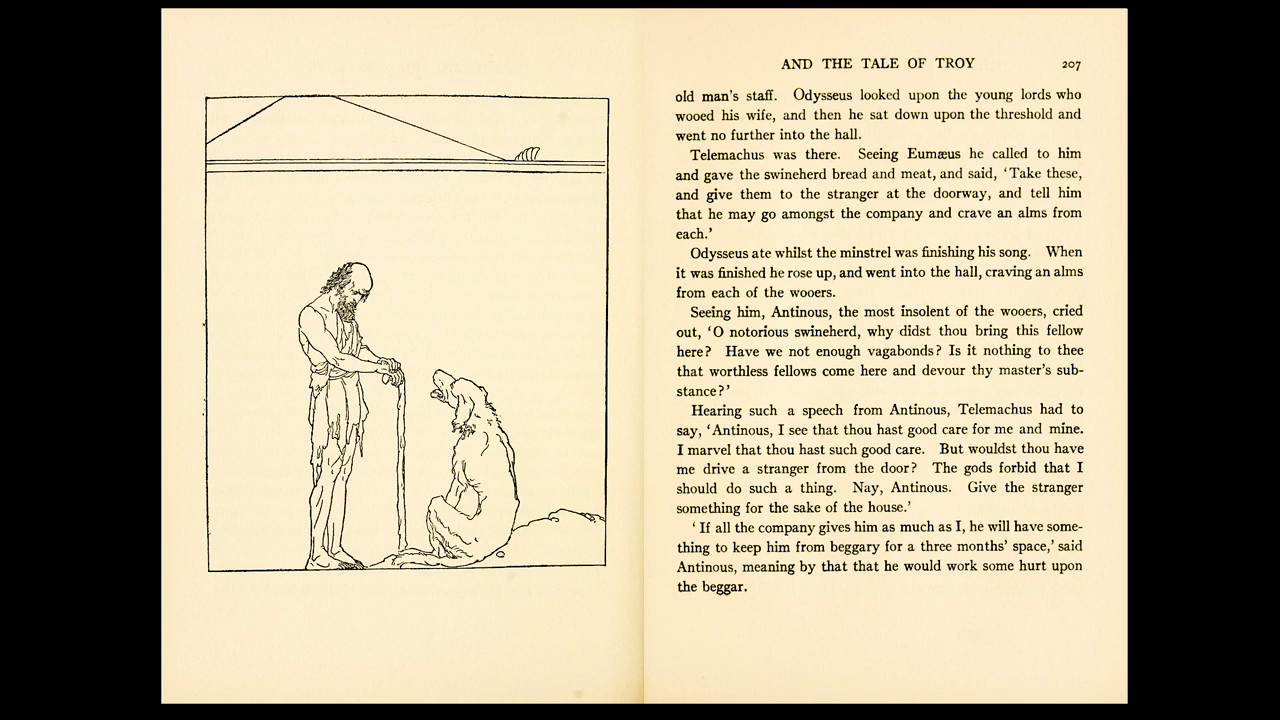 AND THE TALE OF TROY 207
old man's staff. Odysseus looked upon the young lords who
wooed his wife, and then he sat down upon the threshold and
went no further into the hall.
Telemachus was there. Seeing Eumæus he called to him
and gave the swineherd bread and meat, and said, ‘Take these,
and give them to the stranger at the doorway, and tell him
that he may go amongst the company and crave an alms from
each.’
Odysseus ate whilst the minstrel was finishing his song. When
it was finished he rose up, and went into the hall, craving an alms
from each of the wooers.
Seeing him, Antinous, the most insolent of the wooers, cried
out, ‘O notorious swineherd, why didst thou bring this fellow
here? Have we not enough vagabonds? Is it nothing to thee
that worthless fellows come here and devour thy master's sub-
stance?’
Hearing such a speech from Antinous, Telemachus had to
say, ‘Antinous, I see that thou hast good care for me and mine.
I marvel that thou hast such good care. But wouldst thou have
me drive a stranger from the door? The gods forbid that I
should do such a thing. Nay, Antinous. Give the stranger
something for the sake of the house.’
‘If all the company gives him as much as I, he will have some-
thing to keep him from beggary for a three months’ space,’ said
Antinous, meaning by that that he would work some hurt upon
the beggar.